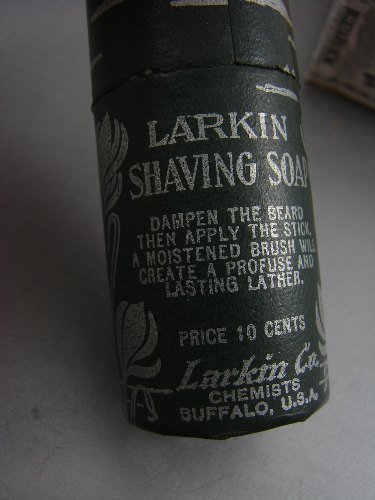 LARKIN
SHAVING SOAP
DAMPEN THE BEARD
THEN APPLY THE STICK.
A MOISTENED BRUSH WILL
CREATE A PROFUSE AND
LASTING LATHER.
PRICE 10 CENTS
Larkin Co.
CHEMISTS
BUFFALO, U.S.A.